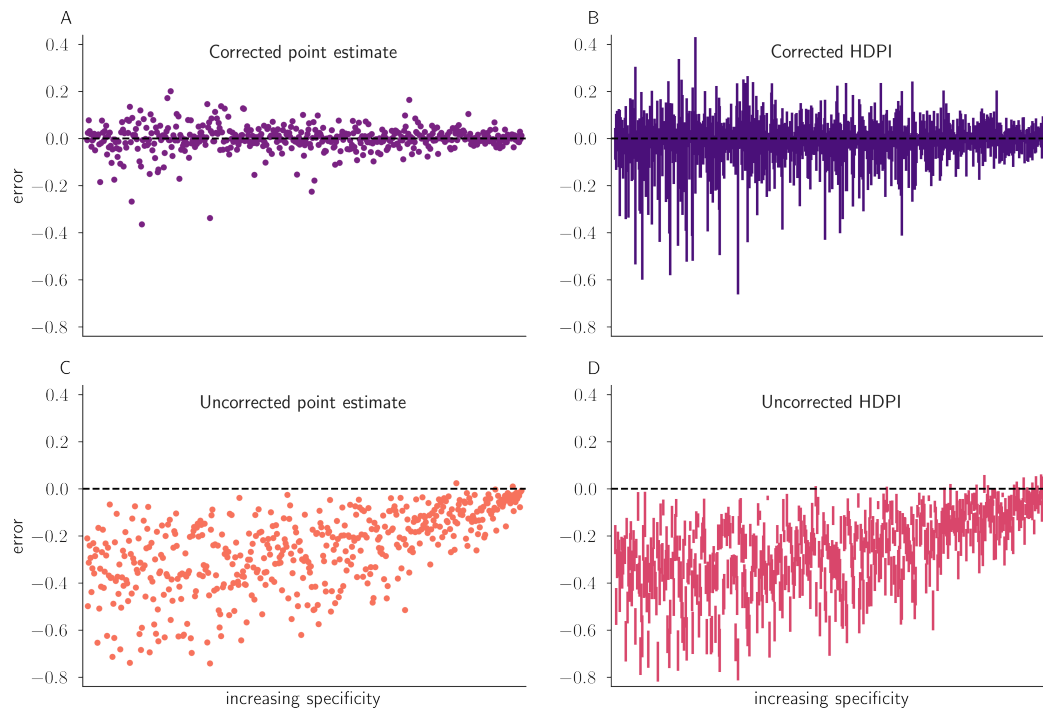 A
Corrected point estimate
0.4
0.2
0.0
−0.2
−0.4
−0.6
−0.8
error
B
Corrected HDPI
0.4
0.2
0.0
−0.2
−0.4
−0.6
−0.8
C
Uncorrected point estimate
0.4
0.2
0.0
−0.2
−0.4
−0.6
−0.8
error
increasing specificity
D
Uncorrected HDPI
0.4
0.2
0.0
−0.2
−0.4
−0.6
−0.8
increasing specificity